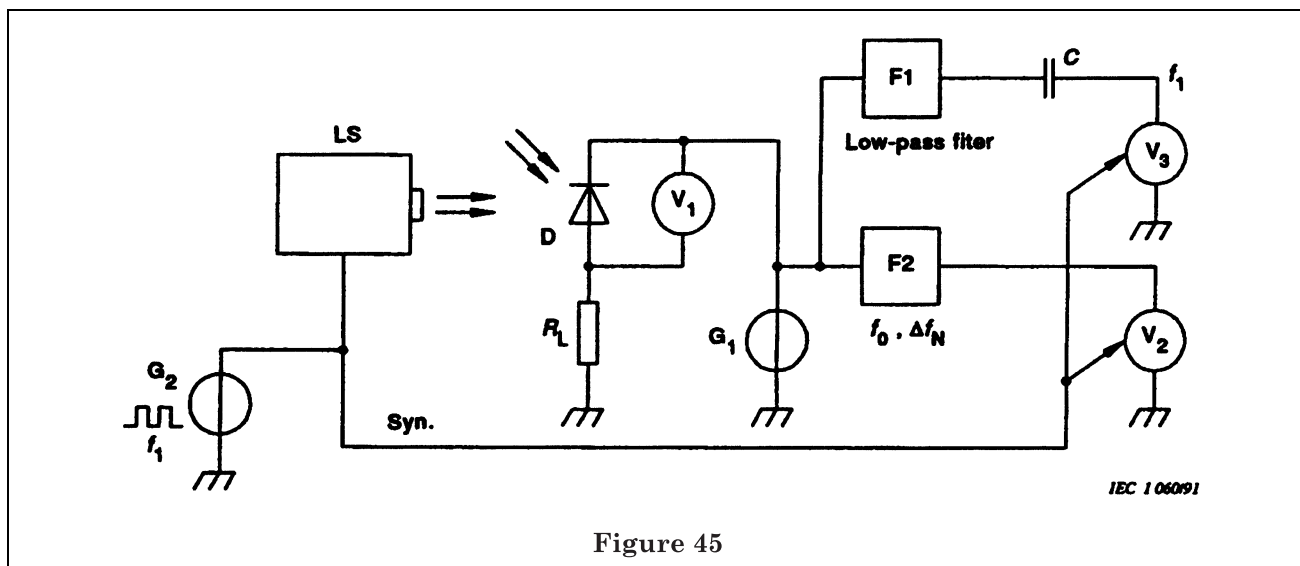 F1
C
f1
LS
Low-pass fiter
V3
V1
D
F2
RL
G1
f0 , ΔfN
V2
G2
Syn.
f1
IEC 1 060/91
Figure 45